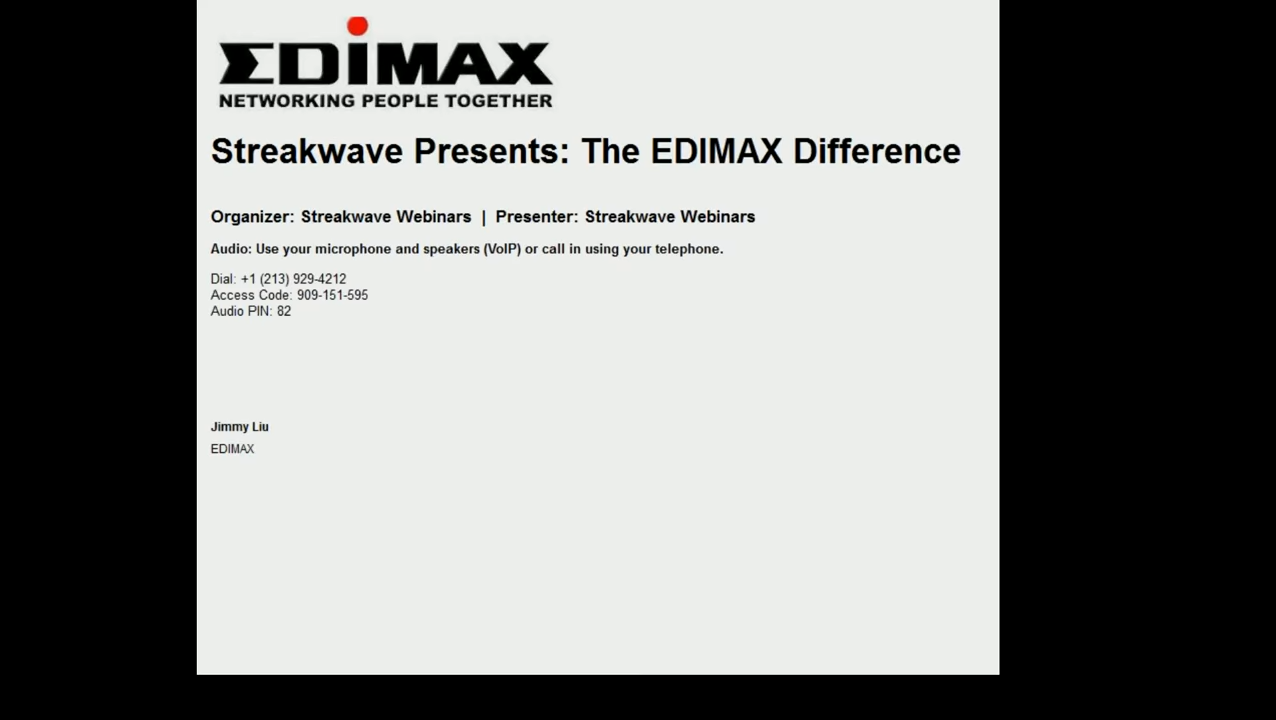 EDIMAX
NETWORKING PEOPLE TOGETHER
Streakwave Presents: The EDIMAX Difference
Organizer: Streakwave Webinars | Presenter: Streakwave Webinars
Audio: Use your microphone and speakers (VoIP) or call in using your telephone.
Dial: +1 (213) 929-4212
Access Code: 909-151-595
Audio PIN: 82
Jimmy Liu
EDIMAX